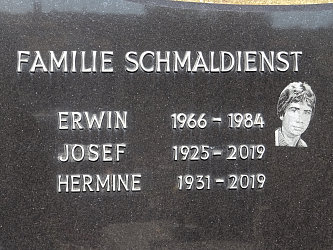 FAMILIE SCHMALDIENST
ERWIN 1966 - 1984
JOSEF 1925 - 2019
HERMINE 1931 - 2019